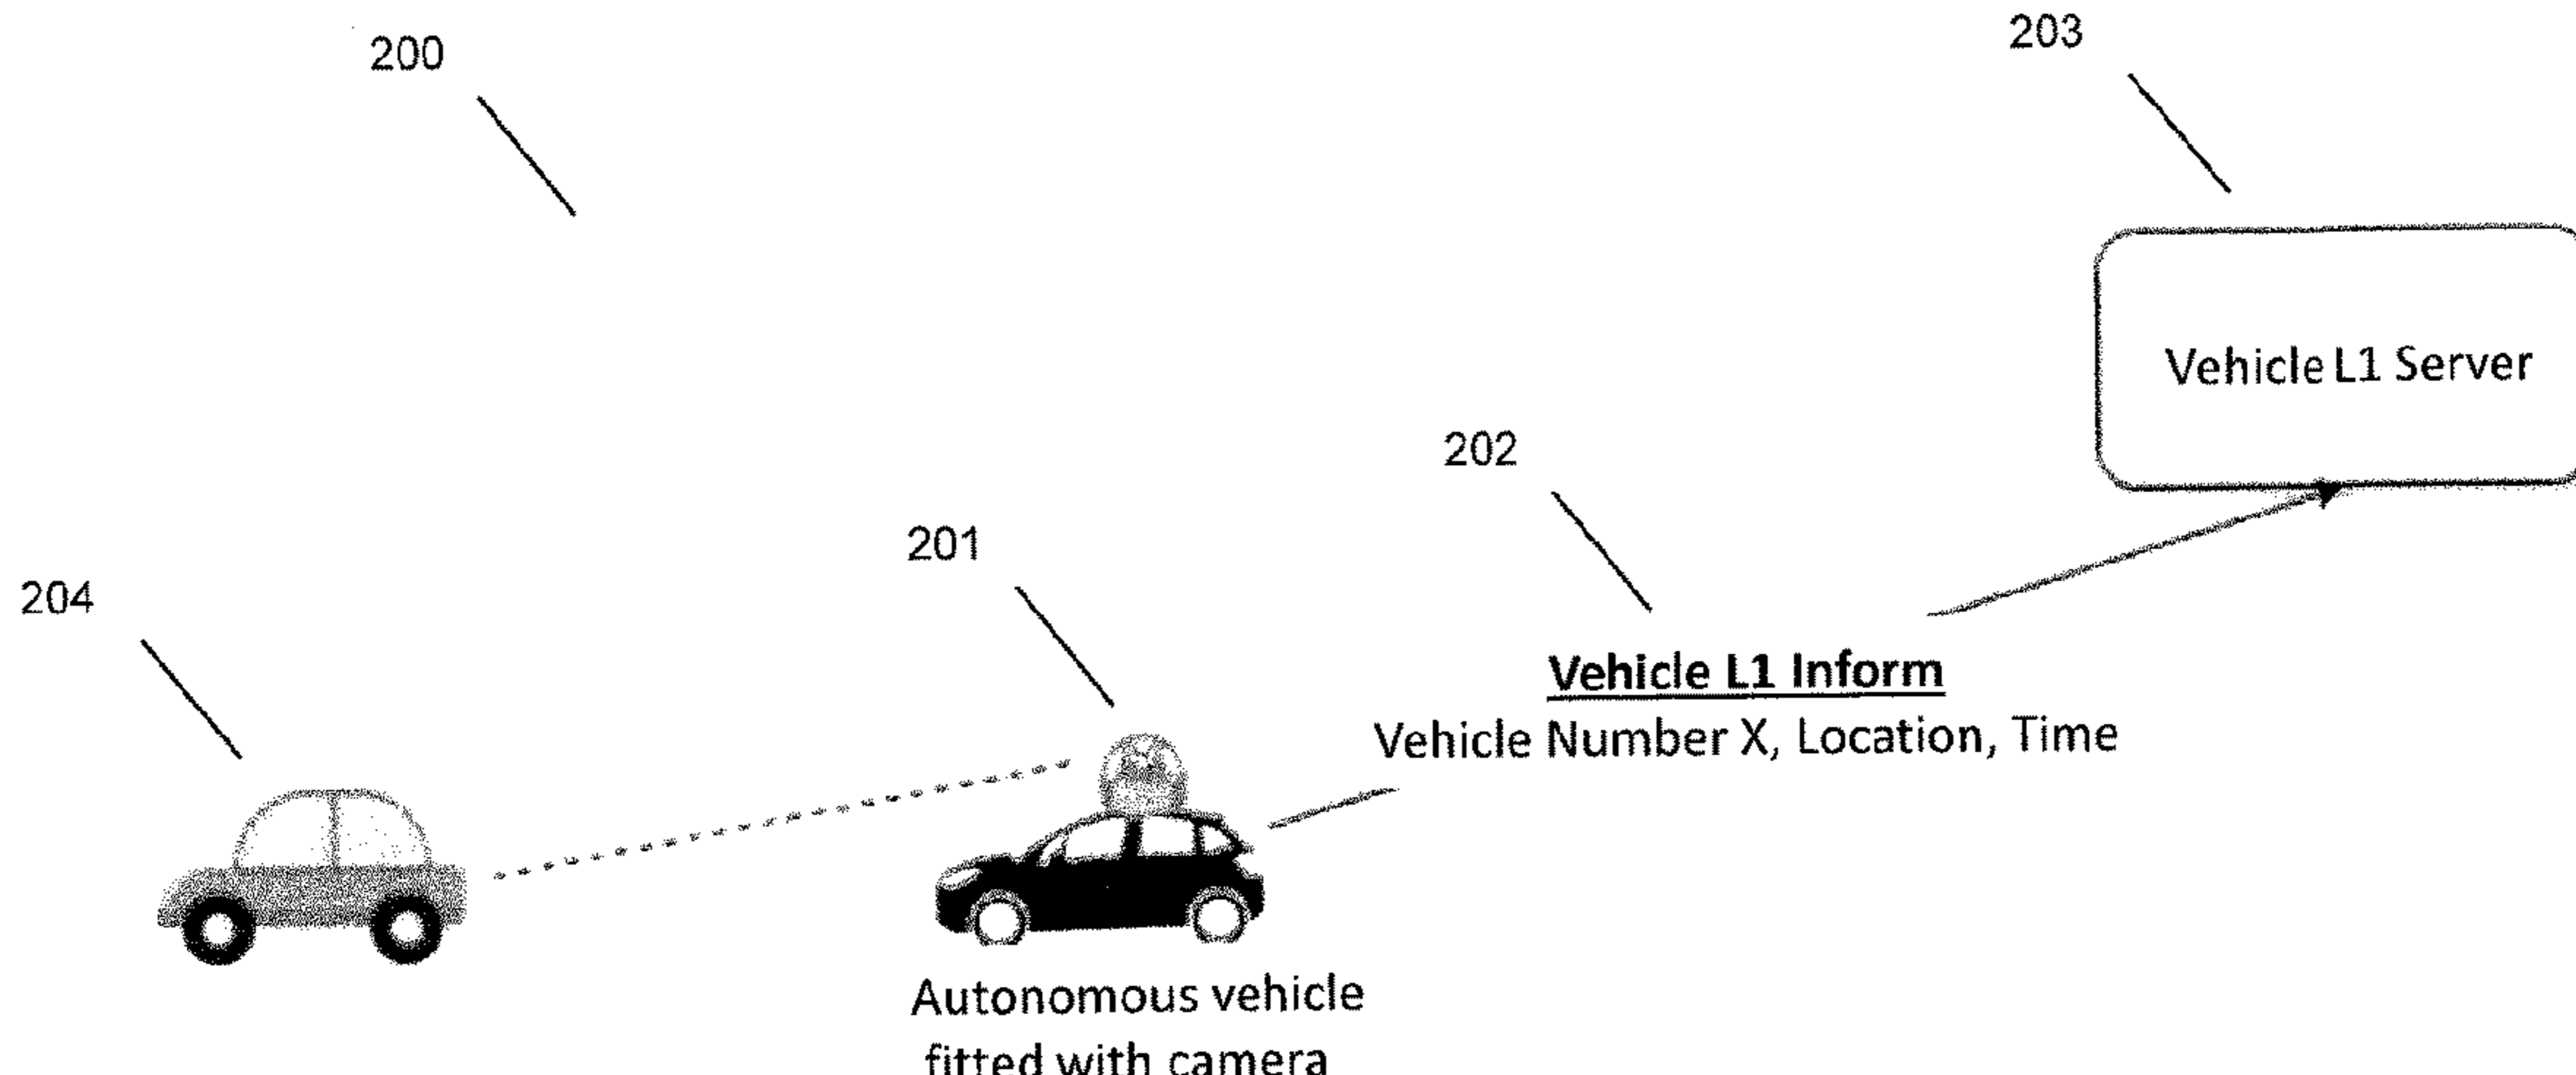 200
203
Vehicle L1 Server
202
201
204
Vehicle L1 Inform
Vehicle Number X, Location, Time
Autonomous vehicle
fitted with camera